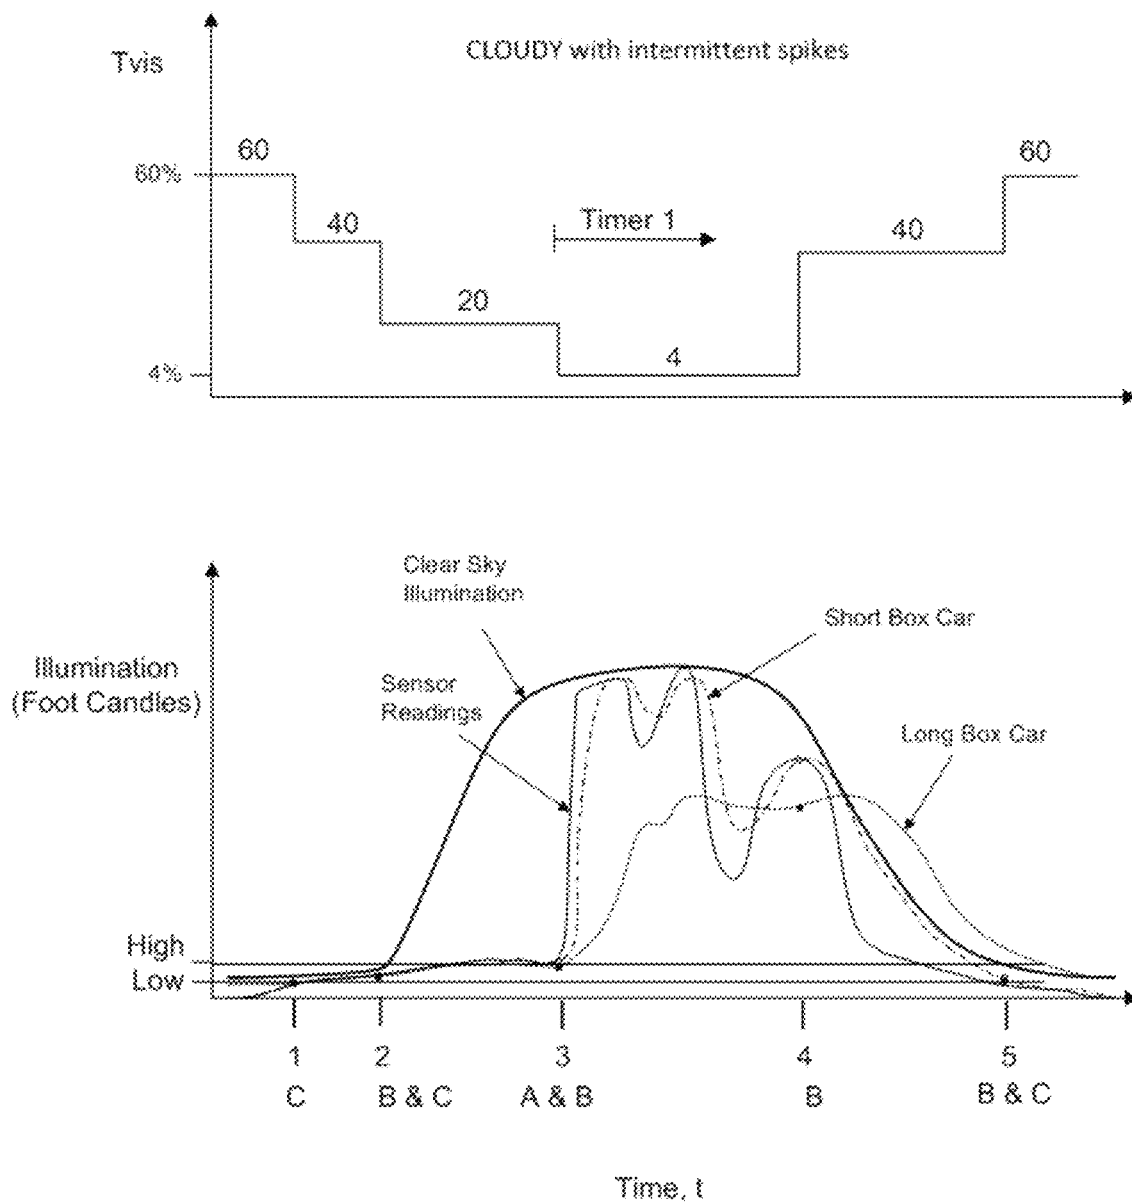 CLOUDY with intermittent spikes
Tvis
60
60
60%
40
Timer 1
40
20
4
4%
Clear Sky
Illumination
Short Box Car
Illumination
(Foot Candles)
Sensor
Readings
Long Box Car
High
Low
1 2 3 4 5
C B & C A & B B B & C
Time, t